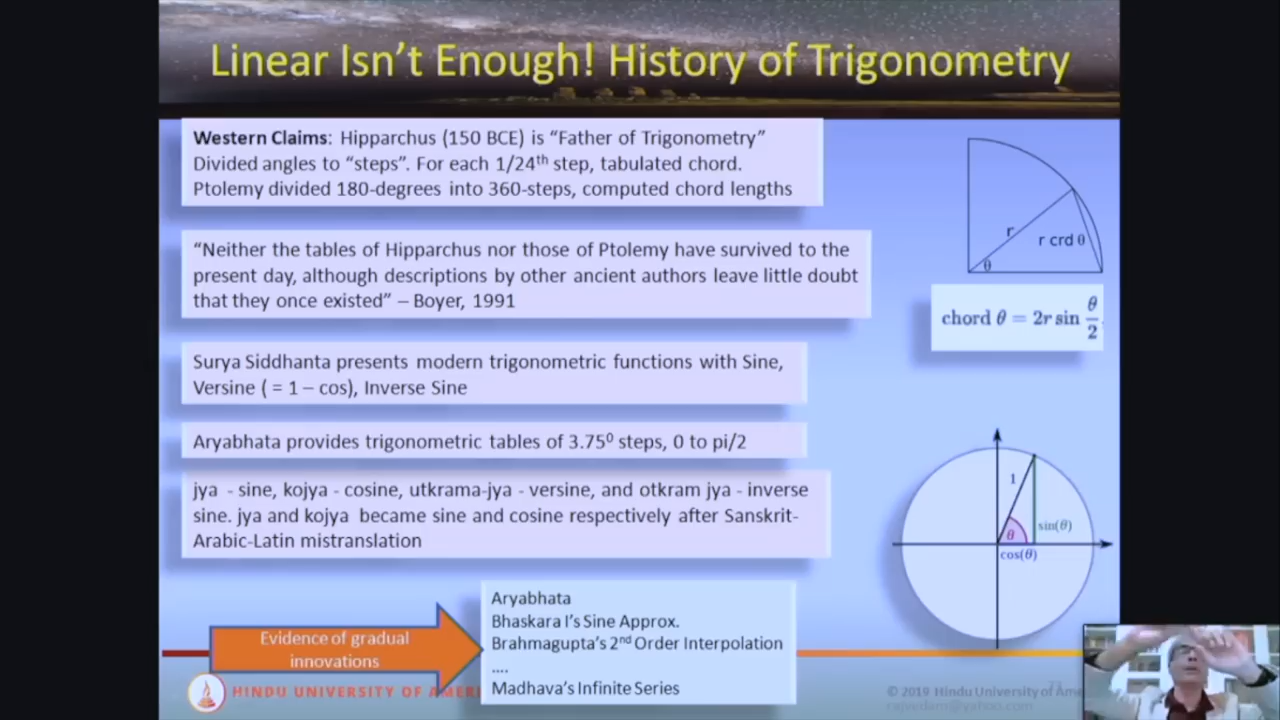 Linear Isn't Enough! History of Trigonometry
Western Claims: Hipparchus (150 BCE) is "Father of Trigonometry"
Divided angles to "steps". For each 1/24th step, tabulated chord.
Ptolemy divided 180-degrees into 360-steps, computed chord lengths
"Neither the tables of Hipparchus nor those of Ptolemy have survived to the
present day, although descriptions by other ancient authors leave little doubt
that they once existed" – Boyer, 1991
r
r crd θ
θ
chord θ = 2r sin θ/2.
Surya Siddhanta presents modern trigonometric functions with Sine,
Versine ( = 1 – cos), Inverse Sine
Aryabhata provides trigonometric tables of 3.75⁰ steps, 0 to pi/2
jya - sine, kojya - cosine, utkrama-jya - versine, and otkram jya - inverse
sine. jya and kojya became sine and cosine respectively after Sanskrit-
Arabic-Latin mistranslation
1
sin(θ)
θ
cos(θ)
Evidence of gradual
innovations
Aryabhata
Bhaskara I's Sine Approx.
Brahmagupta's 2nd Order Interpolation
....
Madhava's Infinite Series
HINDU UNIVERSITY OF AMERI
© 2019 Hindu University of Ame